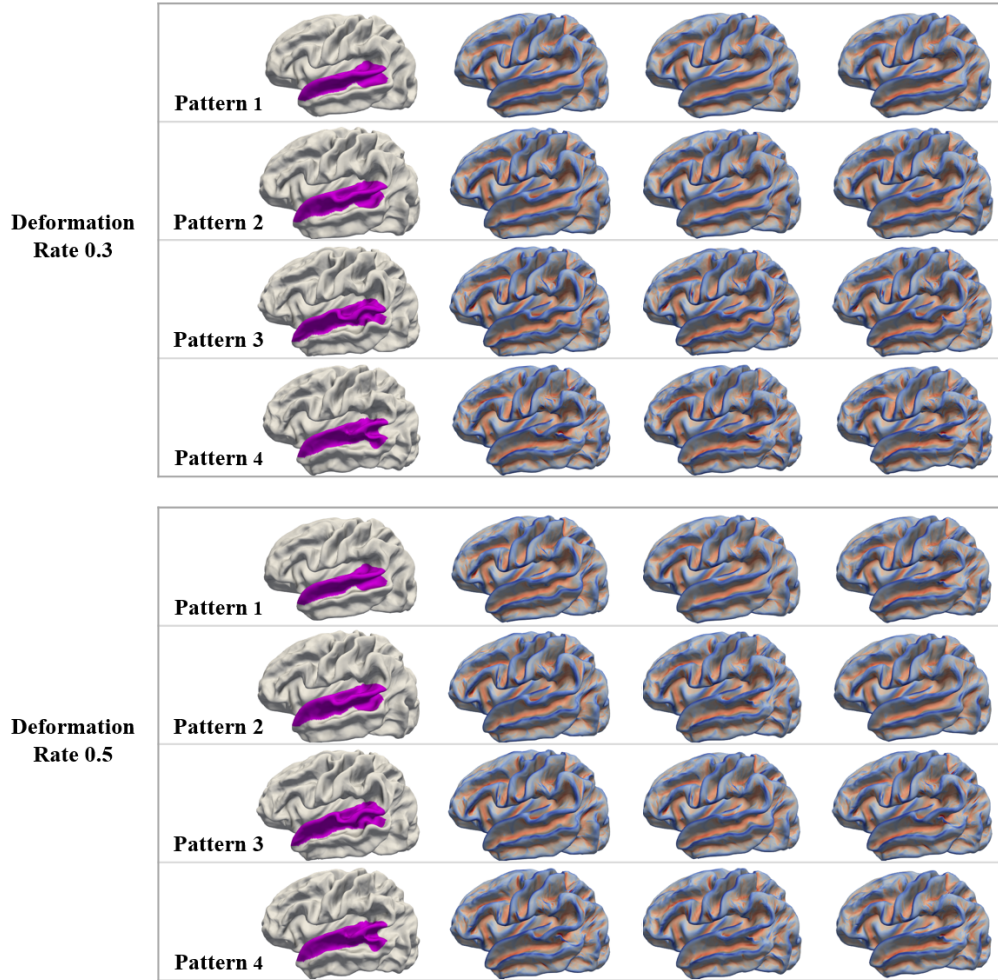 Pattern 1
Pattern 2
Deformation
Rate 0.3
Pattern 3
Pattern 4
Pattern 1
Pattern 2
Deformation
Rate 0.5
Pattern 3
Pattern 4